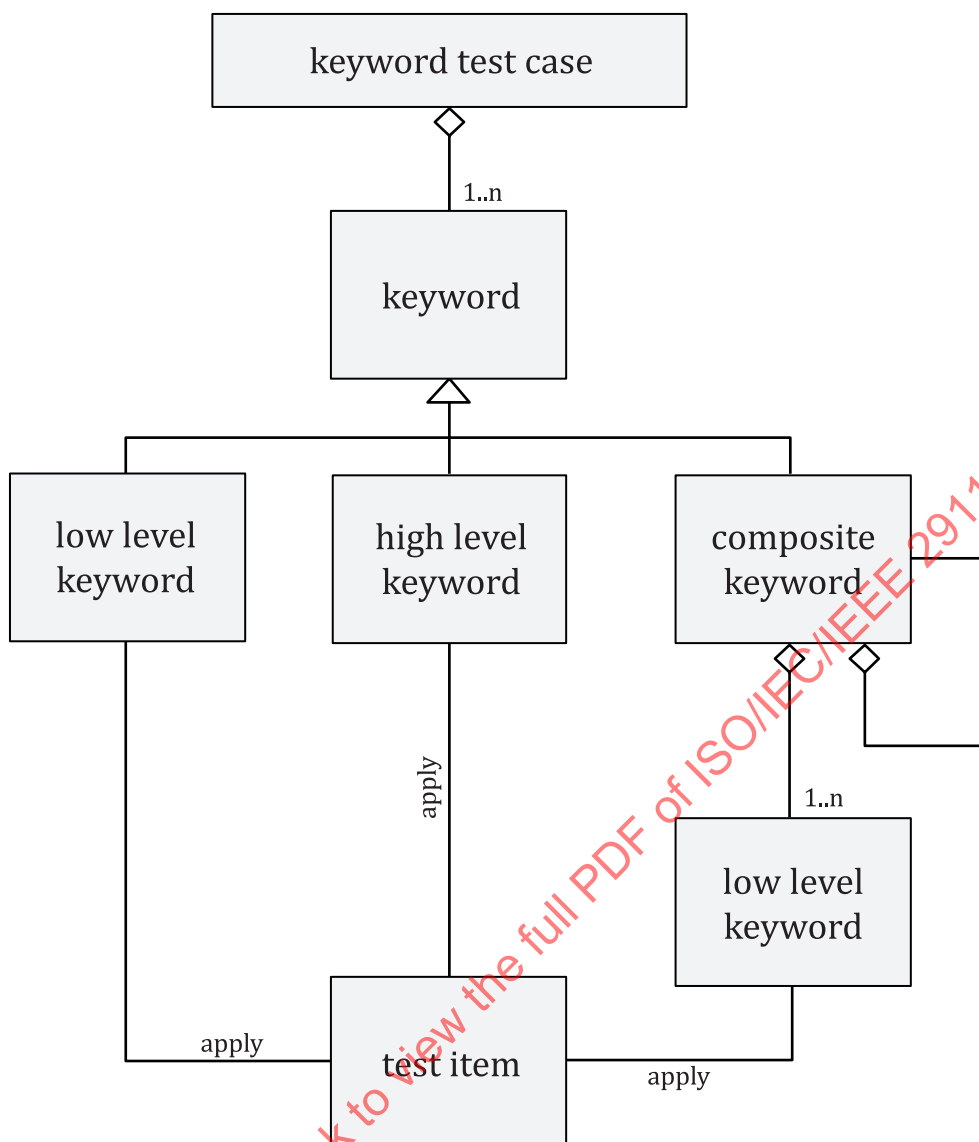 keyword test case
1..n
keyword
low level
keyword
high level
keyword
composite
keyword
apply
1..n
low level
keyword
apply
test item
apply
k to view the full PDF of ISO/IEC/IEEE 2911